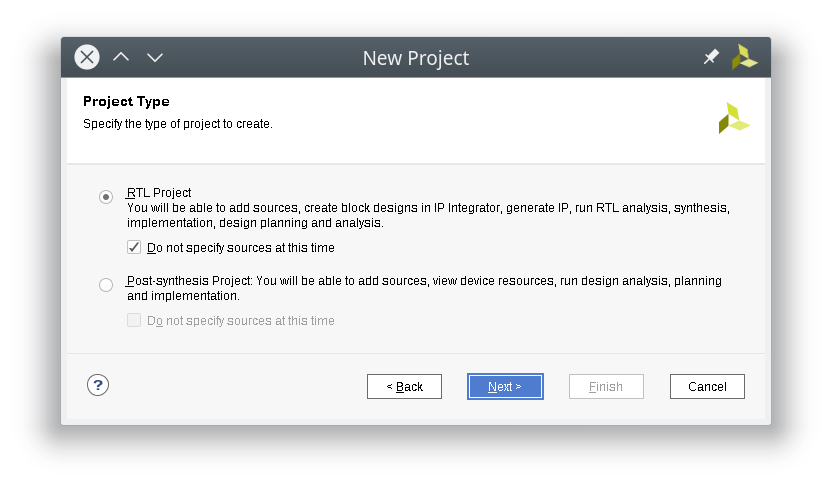 New Project
Project Type
Specify the type of project to create.
RTL Project
You will be able to add sources, create block designs in IP Integrator, generate IP, run RTL analysis, synthesis,
implementation, design planning and analysis.
Do not specify sources at this time
Post-synthesis Project: You will be able to add sources, view device resources, run design analysis, planning
and implementation.
Do not specify sources at this time
?
< Back
Next >
Finish
Cancel